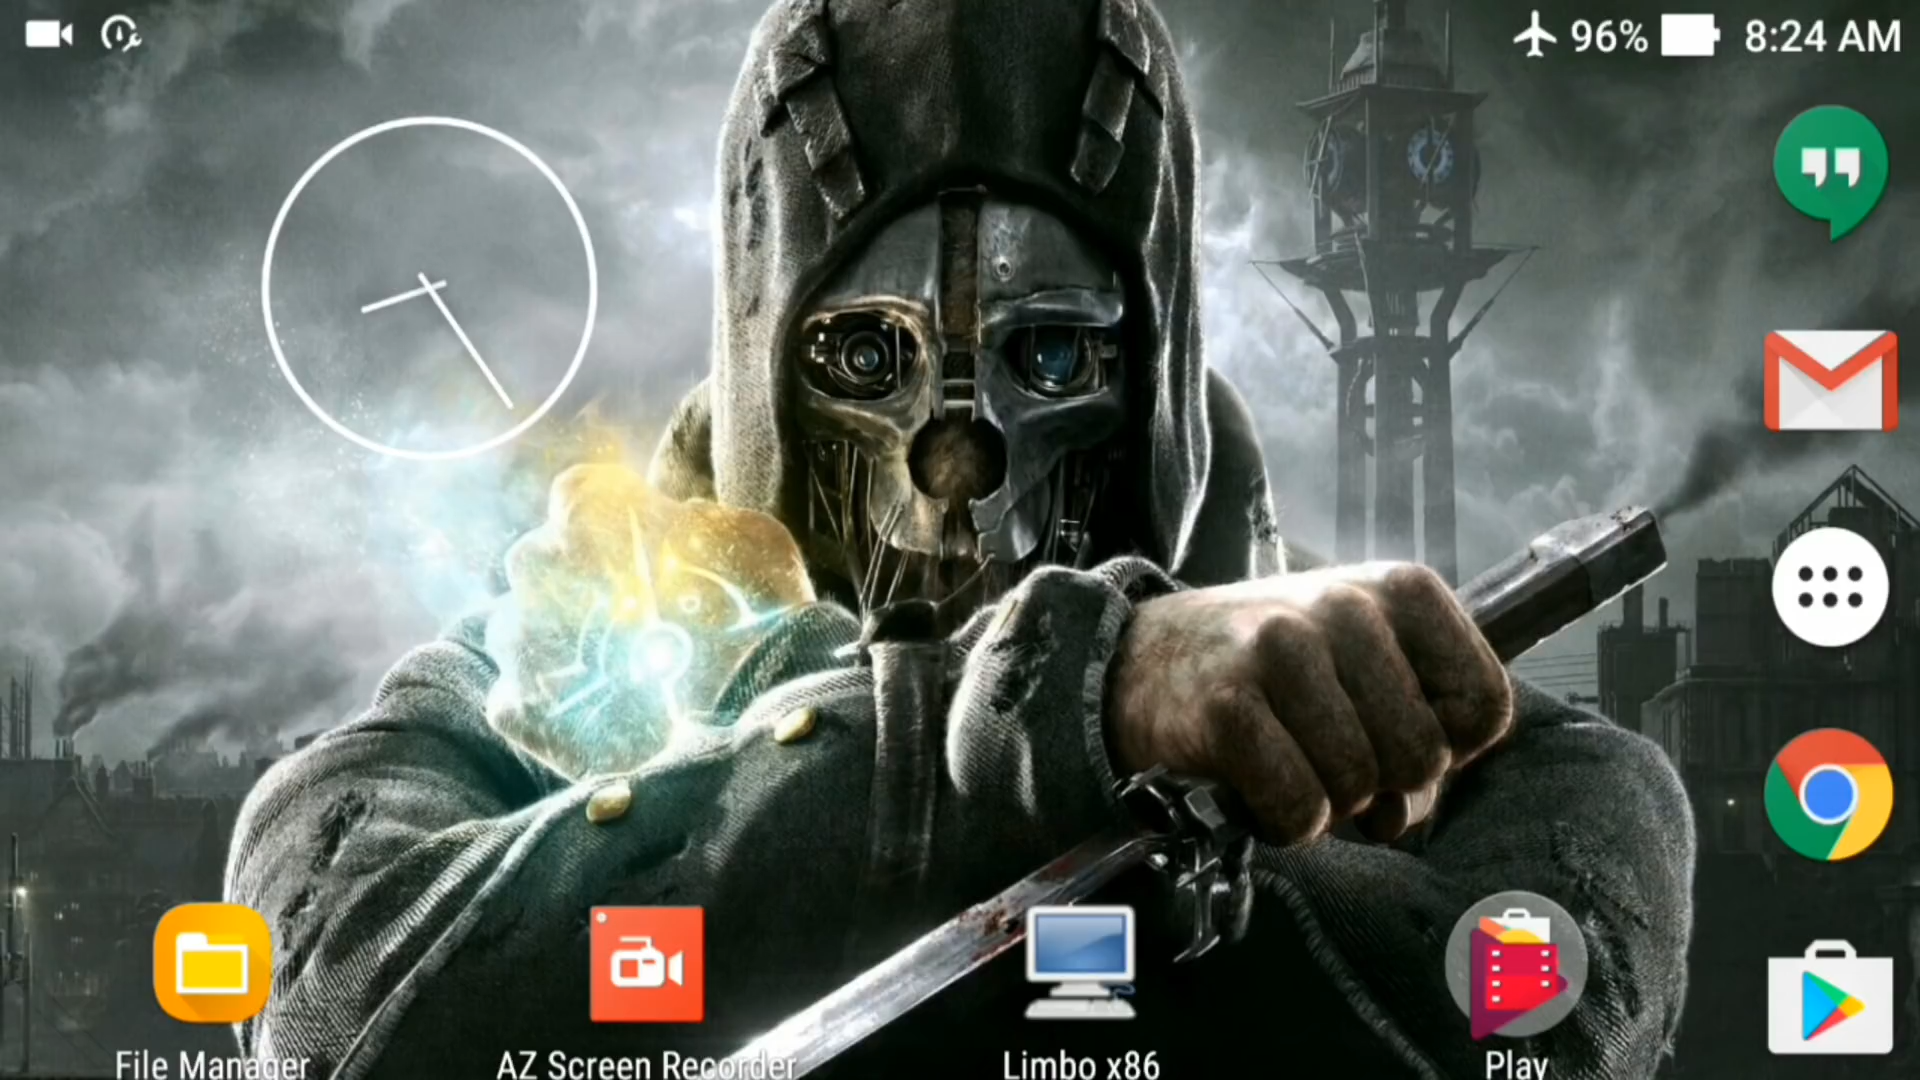 96% 8:24 AM
File Manager
AZ Screen Recorder
Limbo x86
Play